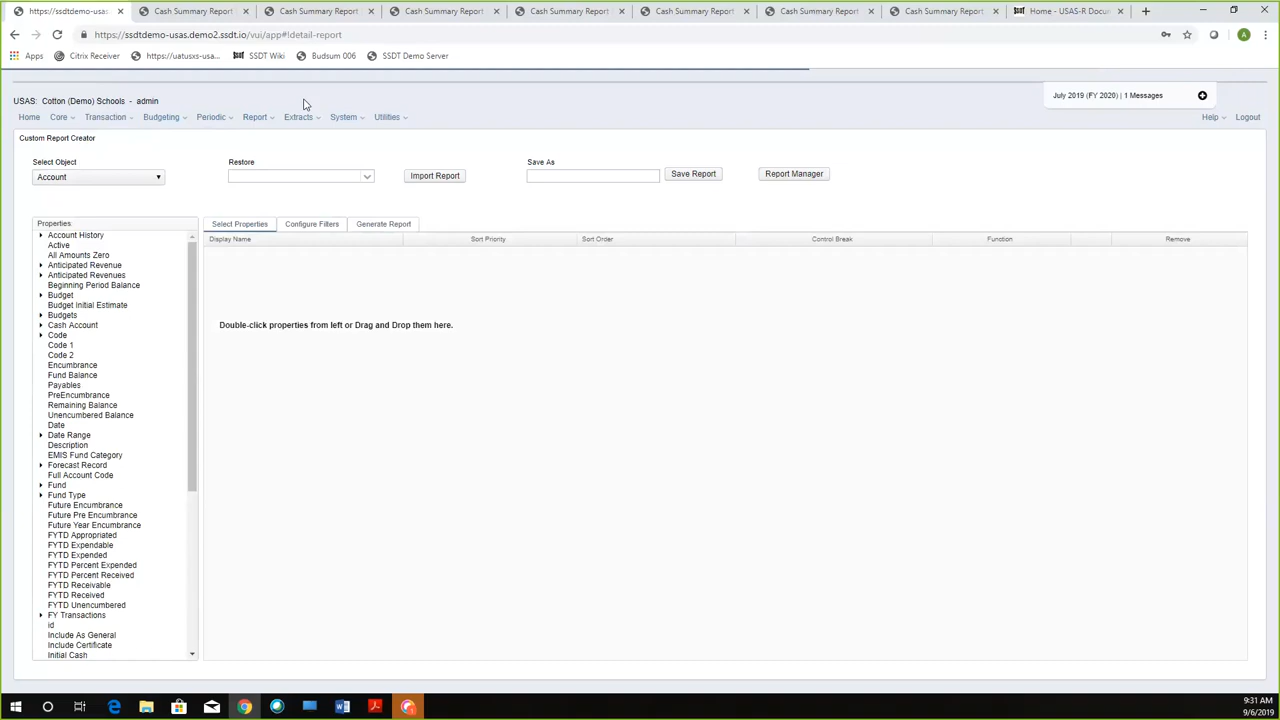 https://ssdtdemo-usas
Cash Summary Report
Cash Summary Report
Cash Summary Report
Cash Summary Report
Cash Summary Report
Cash Summary Report
Cash Summary Report
Home - USAS-R Docu
https://ssdtdemo-usas.demo2.ssdt.io/vui/app#!detail-report
Apps
Citrix Receiver
https://uatusxs-usa...
SSDT Wiki
Budsum 006
SSDT Demo Server
USAS: Cotton (Demo) Schools - admin
July 2019 (FY 2020) | 1 Messages
Home Core Transaction Budgeting Periodic Report Extracts System Utilities Help Logout
Custom Report Creator
Select Object
Restore
Save As
Account
Import Report
Save Report
Report Manager
Properties
Select Properties
Configure Filters
Generate Report
Display Name
Sort Priority
Sort Order
Control Break
Function
Remove
Double-click properties from left or Drag and Drop them here.
Account History
Active
All Amounts Zero
Anticipated Revenue
Anticipated Revenues
Beginning Period Balance
Budget
Budget Initial Estimate
Budgets
Cash Account
Code
Code 1
Code 2
Encumbrance
Fund Balance
Payables
PreEncumbrance
Remaining Balance
Unencumbered Balance
Date
Date Range
Description
EMIS Fund Category
Forecast Record
Full Account Code
Fund
Fund Type
Future Encumbrance
Future Pre Encumbrance
Future Year Encumbrance
FYTD Appropriated
FYTD Expendable
FYTD Expended
FYTD Percent Expended
FYTD Percent Received
FYTD Receivable
FYTD Received
FYTD Unencumbered
FY Transactions
id
Include As General
Include Certificate
Initial Cash
9:31 AM
9/6/2019